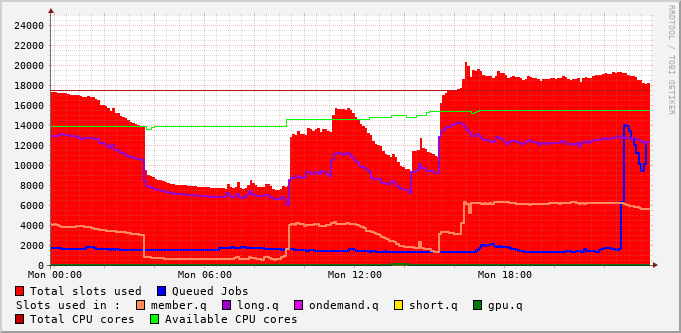 24000
22000
20000
18000
16000
14000
12000
10000
8000
6000
4000
2000
0
Mon 00:00 Mon 06:00 Mon 12:00 Mon 18:00
Total slots used Queued Jobs
Slots used in : member.q long.q ondemand.q short.q gpu.q
Total CPU cores Available CPU cores
RRDTOOL / TOBI OETIKER